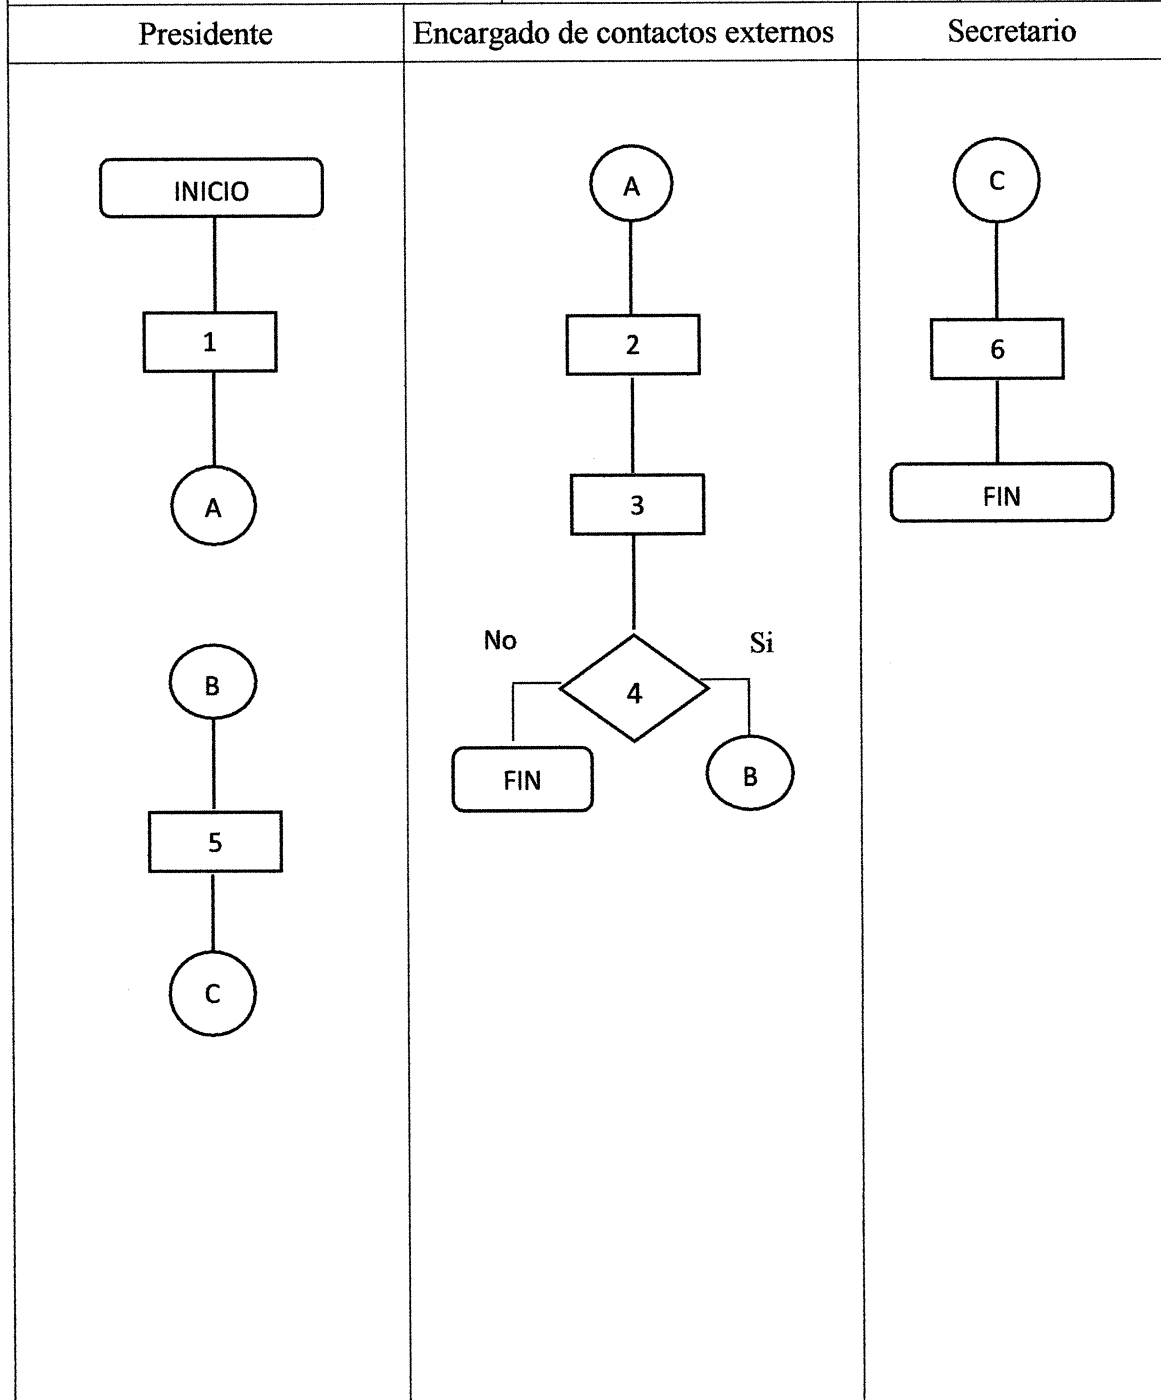 Presidente
Encargado de contactos externos
Secretario
INICIO
1
A
B
5
C
A
2
3
No
Si
4
FIN
B
C
6
FIN